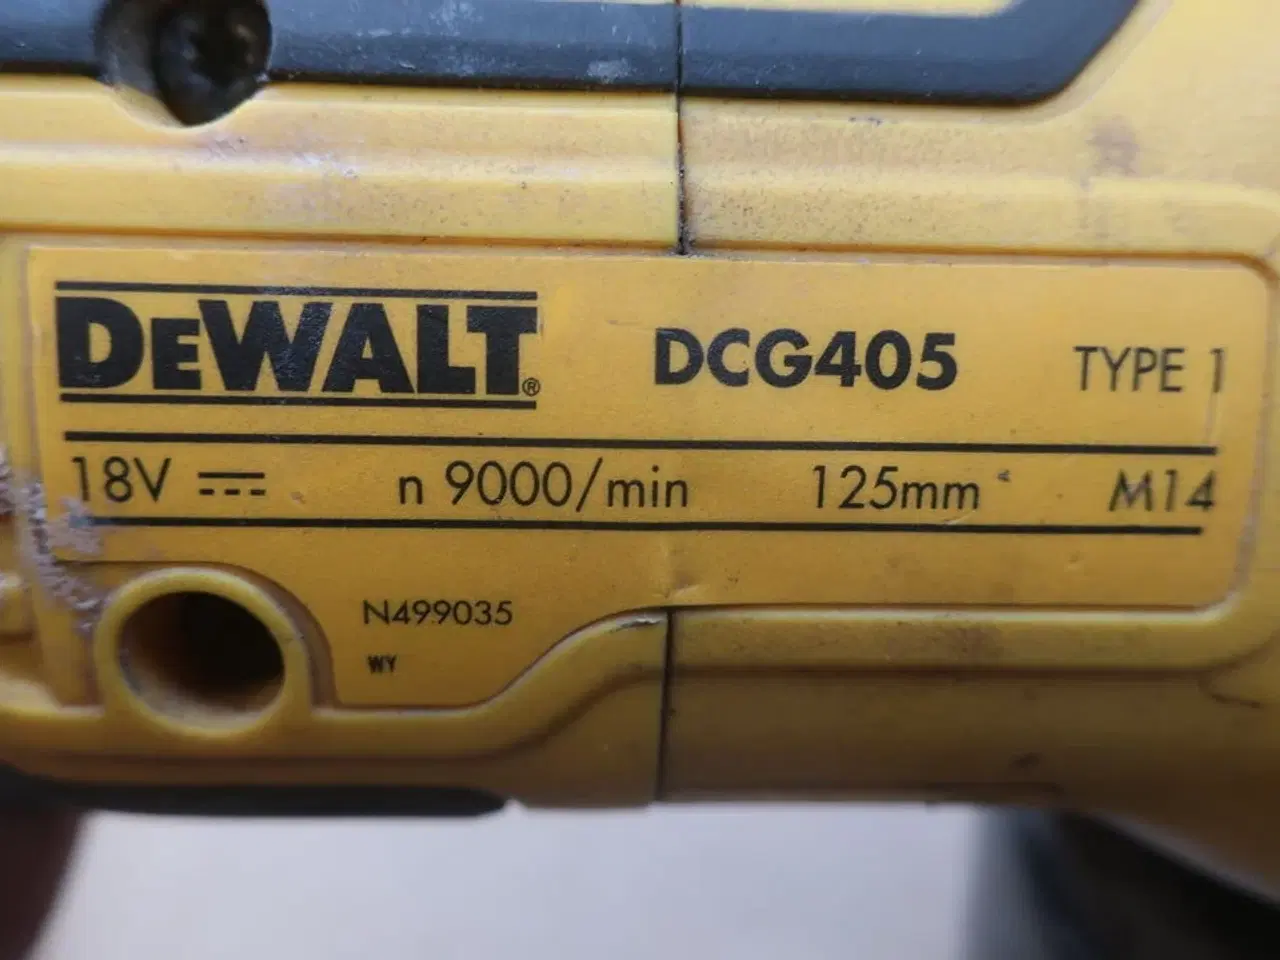 DeWALT® DCG405 TYPE 1
18V n 9000/min 125mm M14
N499035
WY